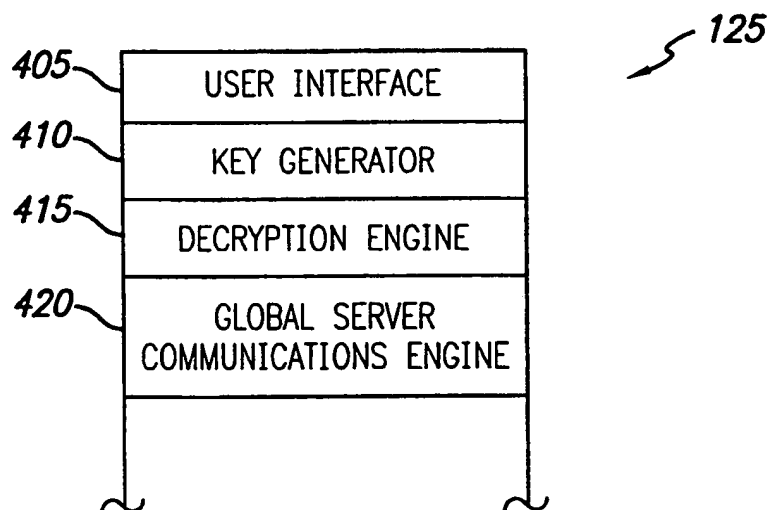 125
405
USER INTERFACE
410
KEY GENERATOR
415
DECRYPTION ENGINE
420
GLOBAL SERVER
COMMUNICATIONS ENGINE